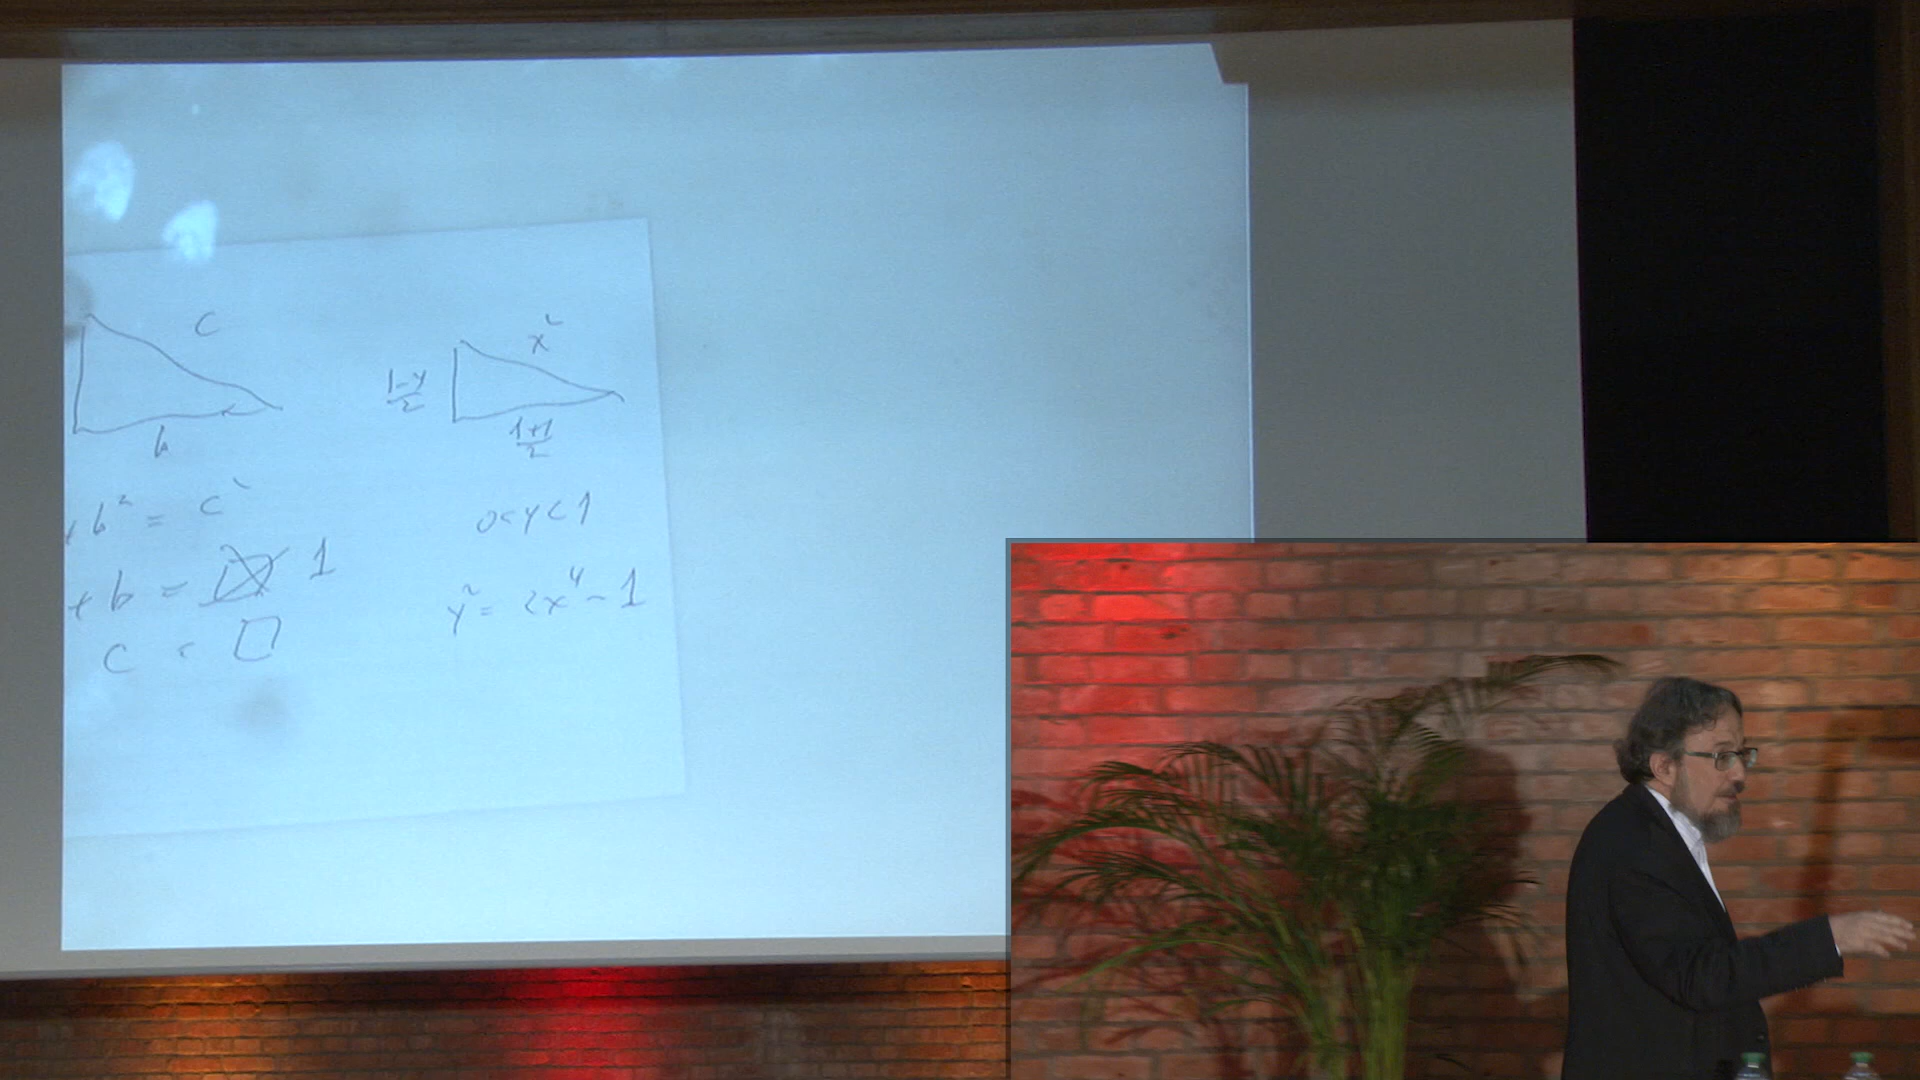 c
b
+b² = c²
+b = 1
c = □
x²
1-y/2
1+y/2
0<y<1
y² = 2x⁴-1